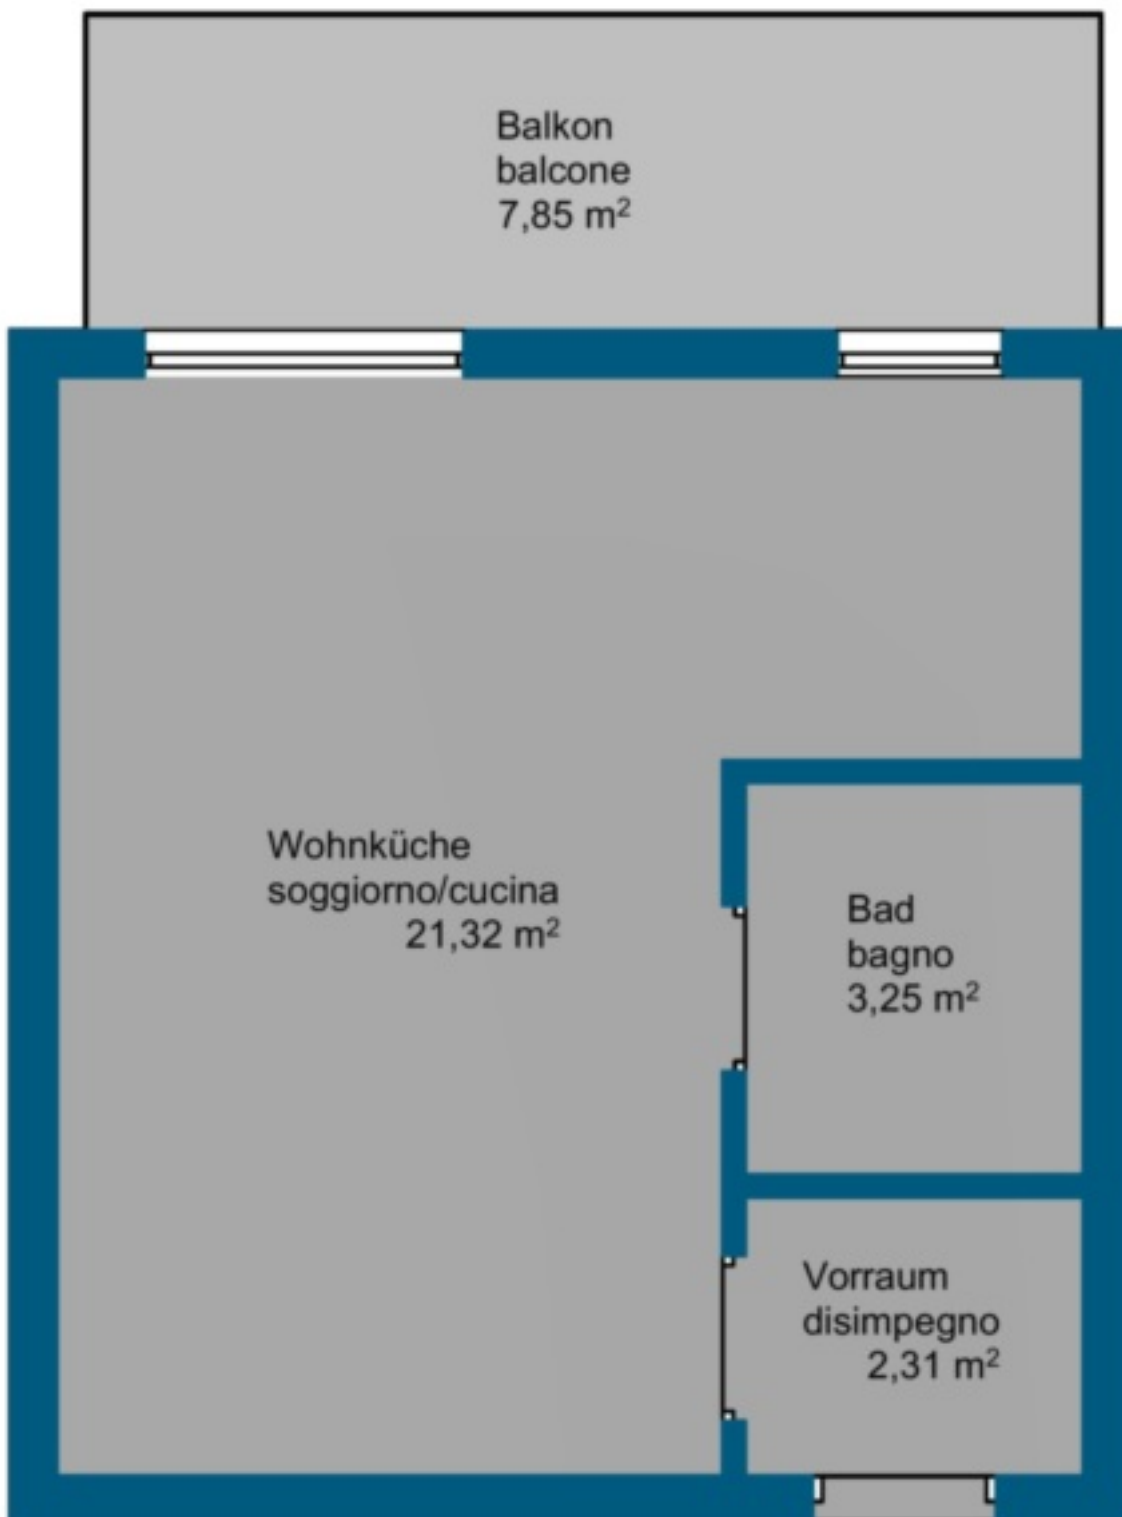 Balkon
balcone
7,85 m²
Wohnküche
soggiorno/cucina
21,32 m²
Bad
bagno
3,25 m²
Vorraum
disimpegno
2,31 m²